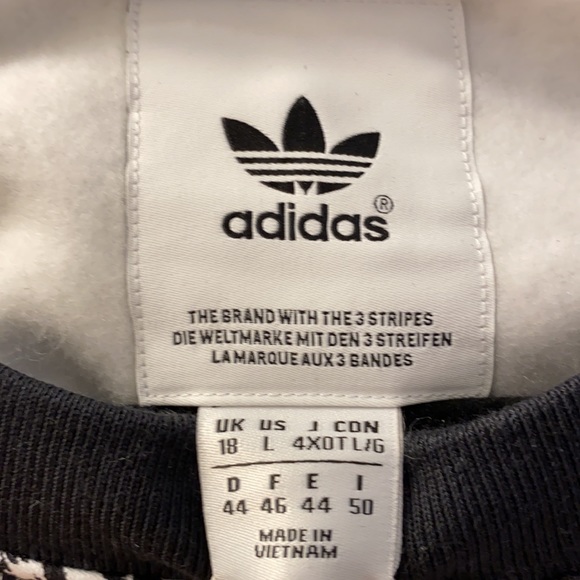 adidas®
THE BRAND WITH THE 3 STRIPES
DIE WELTMARKE MIT DEN 3 STREIFEN
LA MARQUE AUX 3 BANDES
UK US J CON
18 L 4XOT L/G
D F E I
44 46 44 50
MADE IN
VIETNAM